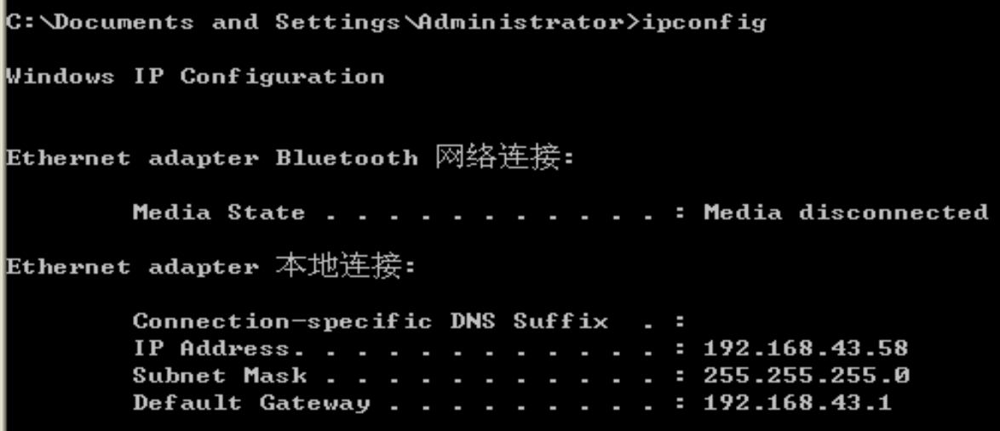 C:\Documents and Settings\Administrator>ipconfig
Windows IP Configuration
Ethernet adapter Bluetooth 网络连接:
Media State . . . . . . . . . . . : Media disconnected
Ethernet adapter 本地连接:
Connection-specific DNS Suffix  . :
IP Address. . . . . . . . . . . . : 192.168.43.58
Subnet Mask . . . . . . . . . . . : 255.255.255.0
Default Gateway . . . . . . . . . : 192.168.43.1